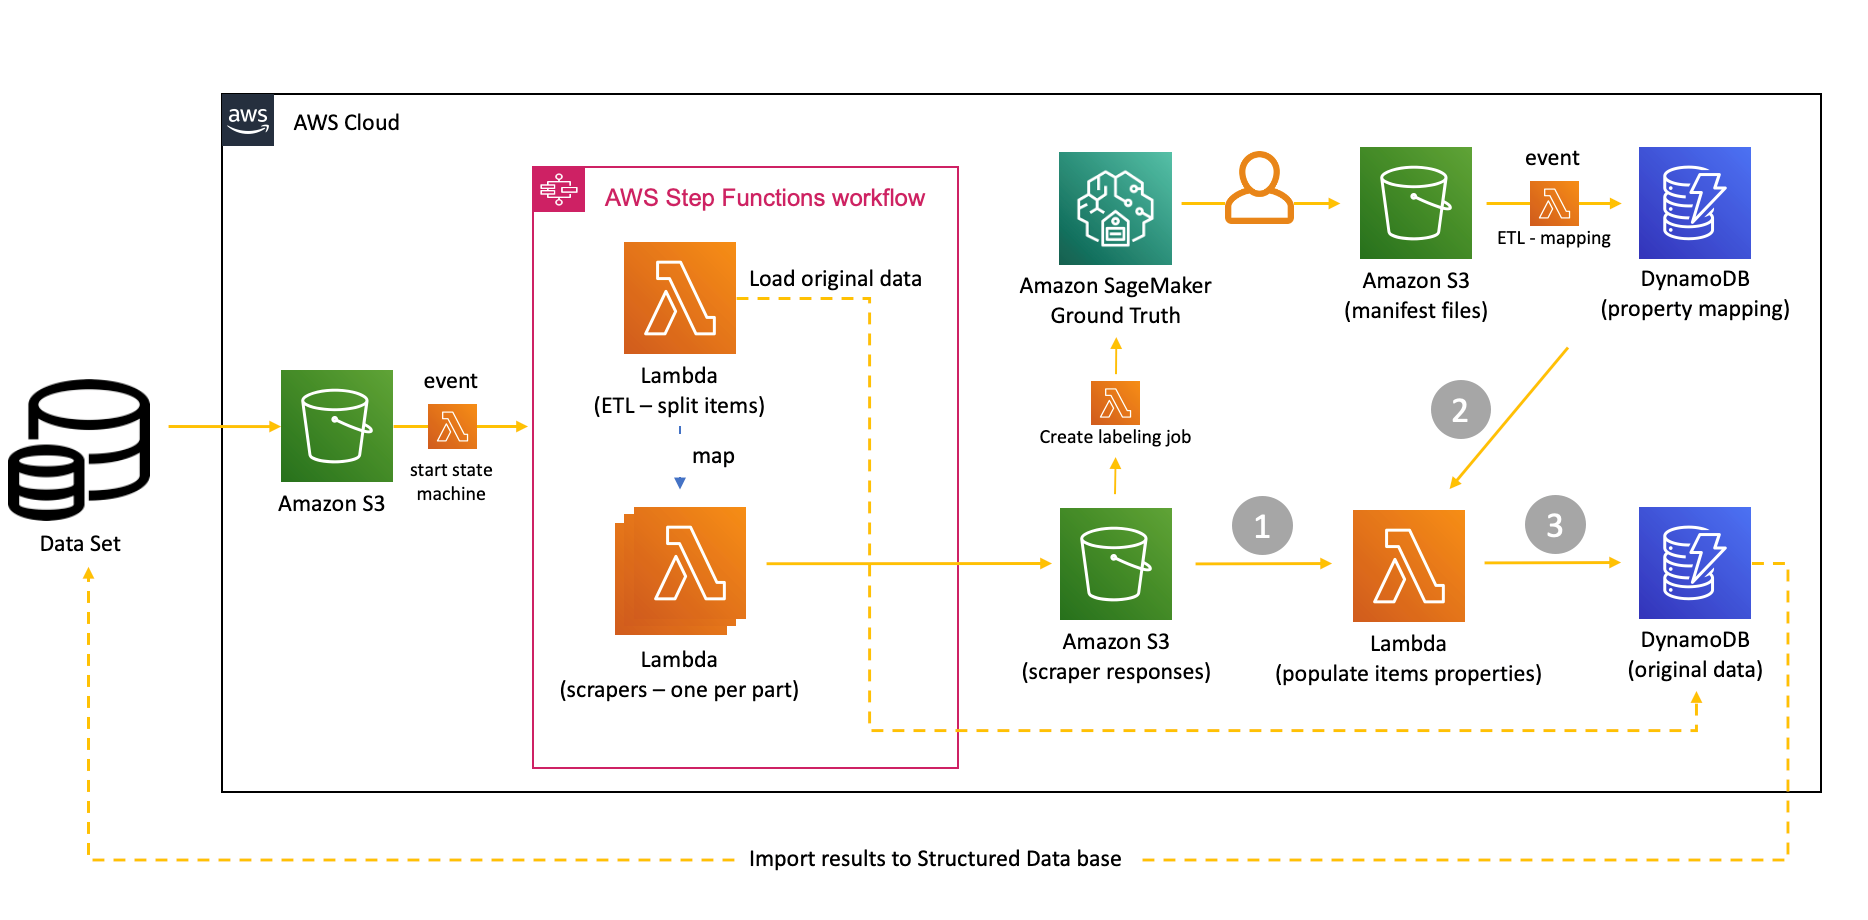 aws
AWS Cloud
AWS Step Functions workflow
Load original data
Lambda
(ETL – split items)
map
Lambda
(scrapers – one per part)
Data Set
Amazon S3
event
start state
machine
Amazon SageMaker
Ground Truth
Create labeling job
Amazon S3
(scraper responses)
Amazon S3
(manifest files)
event
ETL - mapping
DynamoDB
(property mapping)
2
1
3
Lambda
(populate items properties)
DynamoDB
(original data)
Import results to Structured Data base